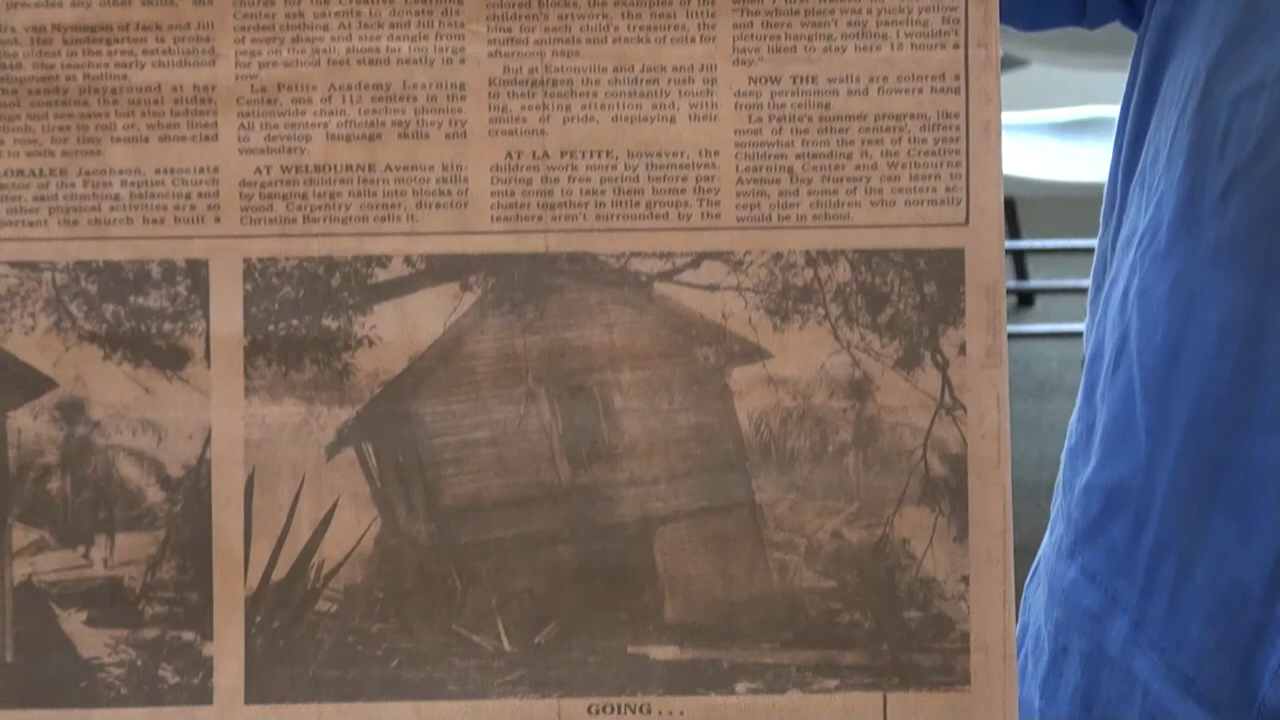 precedes any other skills," she
van Nymegan of Jack and Jill
for kindergarten is proba-
oldest in the area, established
She teaches early childhood
at Rollins.
sandy playground at her
contains the usual slides,
and see-saws but also ladders
climb, tires to roll or, when lined
a row, for tiny tennis shoe-clad
to walk across.
LORALEE Jacobson, associate
of the First Baptist Church
said climbing, balancing and
other physical activities are so
the church has built a
church for the Creative Learning
Center ask parents to donate dis-
carded clothing. At Jack and Jill hats
of every shape and size dangle from
pegs on the wall; shoes far too large
for pre-school feet stand neatly in a
row.
La Petite Academy Learning
Center, one of 112 centers in the
nationwide chain, teaches phonics.
All the centers' officials say they try
to develop language skills and
vocabulary.
AT WELBOURNE Avenue kin-
dergarten children learn motor skills
by banging large nails into blocks of
wood. Carpentry corner, director
Christine Barrington calls it.
colored blocks, the examples of the
children's artwork, the neat little
bins for each child's treasures, the
stuffed animals and stacks of cots for
afternoon naps.
But at Eatonville and Jack and Jill
Kindergarten the children rush up
to their teachers constantly touch-
ing, seeking attention and, with
smiles of pride, displaying their
creations.
AT LA PETITE, however, the
children work more by themselves.
During the free period before par-
ents come to take them home they
cluster together in little groups. The
teachers aren't surrounded by the
"The whole place was a yucky yellow
and there wasn't any paneling. No
pictures hanging, nothing. I wouldn't
have liked to stay here 12 hours a
day."
NOW THE walls are colored a
deep persimmon and flowers hang
from the ceiling.
La Petite's summer program, like
most of the other centers', differs
somewhat from the rest of the year
Children attending it, the Creative
Learning Center and Welbourne
Avenue Day Nursery can learn to
swim, and some of the centers ac-
cept older children who normally
would be in school.
GOING . . .